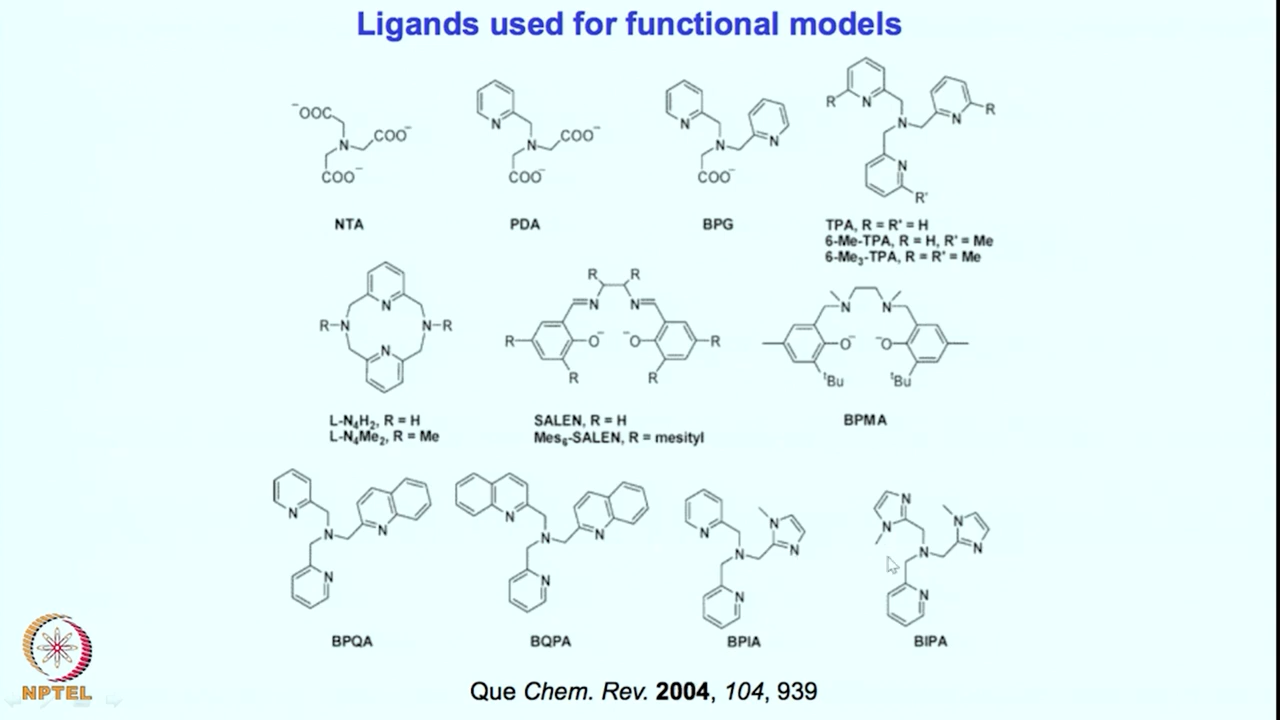 Ligands used for functional models
⁻OOC
N
COO⁻
COO⁻
NTA
N
N
COO⁻
COO⁻
PDA
N
N
N
COO⁻
BPG
R
N
N
N
R
N
R'
TPA, R = R' = H
6-Me-TPA, R = H, R' = Me
6-Me₃-TPA, R = R' = Me
N
R-N
N-R
N
L-N₄H₂, R = H
L-N₄Me₂, R = Me
R
R
N
N
R
O⁻
⁻O
R
R
R
SALEN, R = H
Mes₆-SALEN, R = mesityl
N
N
O⁻
⁻O
ᵗBu
ᵗBu
BPMA
N
N
N
N
BPQA
N
N
N
N
BQPA
N
N
N
N
N
BPIA
N
N
N
N
N
N
BIPA
NPTEL
Que Chem. Rev. 2004, 104, 939